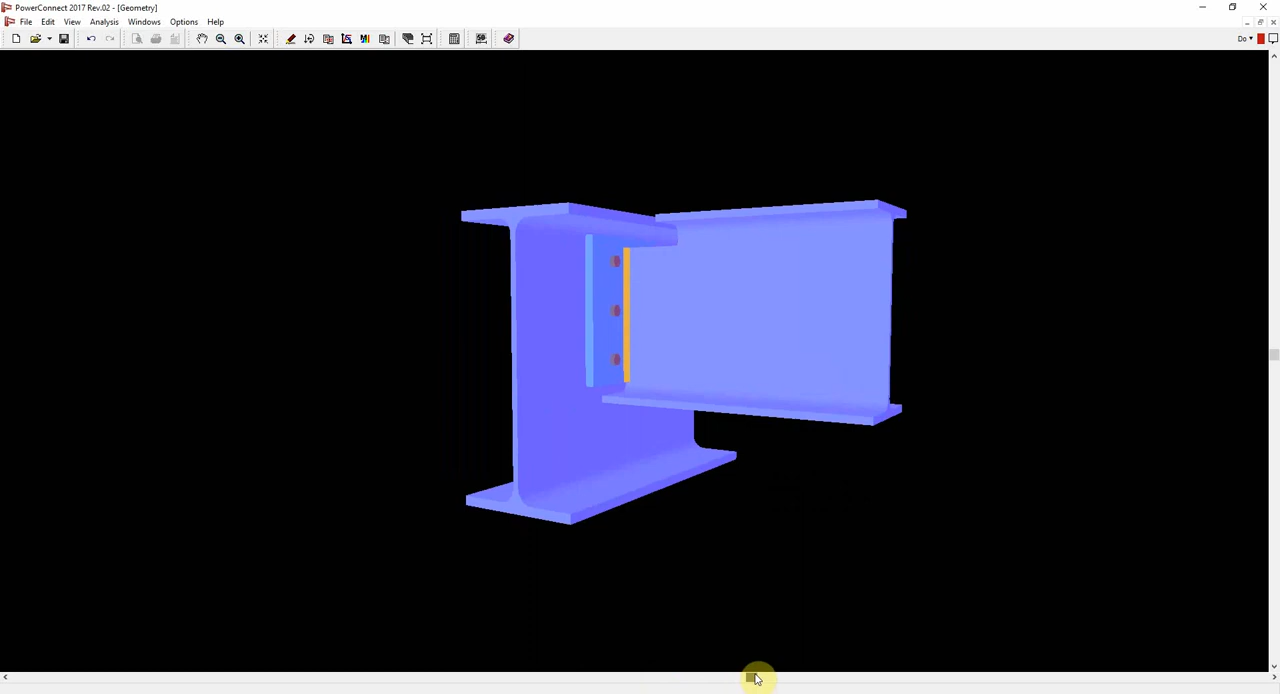 PowerConnect 2017 Rev.02 - [Geometry]
File Edit View Analysis Windows Options Help
Do